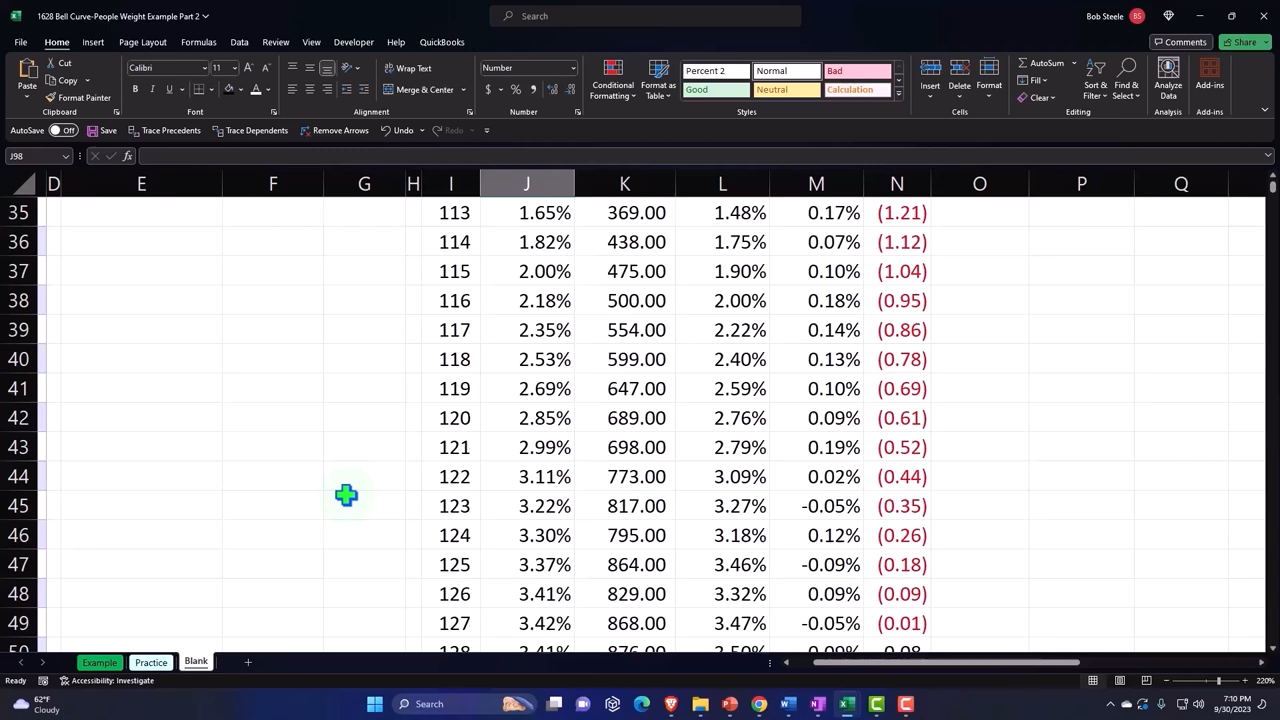 1628 Bell Curve-People Weight Example Part 2
Search
Bob Steele BS
File Home Insert Page Layout Formulas Data Review View Developer Help QuickBooks
Comments Share
Paste Cut Copy Format Painter
Clipboard
Calibri 11
Font
Wrap Text
Merge & Center
Alignment
Number
Number
Conditional Formatting
Format as Table
Percent 2 Normal Bad
Good Neutral Calculation
Styles
Insert Delete Format
Cells
AutoSum
Fill
Clear
Sort & Filter
Find & Select
Editing
Analyze Data
Analysis
Add-ins
Add-ins
AutoSave Off Save Trace Precedents Trace Dependents Remove Arrows Undo Redo
J98 fx
D E F G H I J K L M N O P Q
35 113 1.65% 369.00 1.48% 0.17% (1.21)
36 114 1.82% 438.00 1.75% 0.07% (1.12)
37 115 2.00% 475.00 1.90% 0.10% (1.04)
38 116 2.18% 500.00 2.00% 0.18% (0.95)
39 117 2.35% 554.00 2.22% 0.14% (0.86)
40 118 2.53% 599.00 2.40% 0.13% (0.78)
41 119 2.69% 647.00 2.59% 0.10% (0.69)
42 120 2.85% 689.00 2.76% 0.09% (0.61)
43 121 2.99% 698.00 2.79% 0.19% (0.52)
44 122 3.11% 773.00 3.09% 0.02% (0.44)
45 123 3.22% 817.00 3.27% -0.05% (0.35)
46 124 3.30% 795.00 3.18% 0.12% (0.26)
47 125 3.37% 864.00 3.46% -0.09% (0.18)
48 126 3.41% 829.00 3.32% 0.09% (0.09)
49 127 3.42% 868.00 3.47% -0.05% (0.01)
Example Practice Blank
Ready Accessibility: Investigate
220%
62°F
Cloudy
Search
7:10 PM
9/30/2023